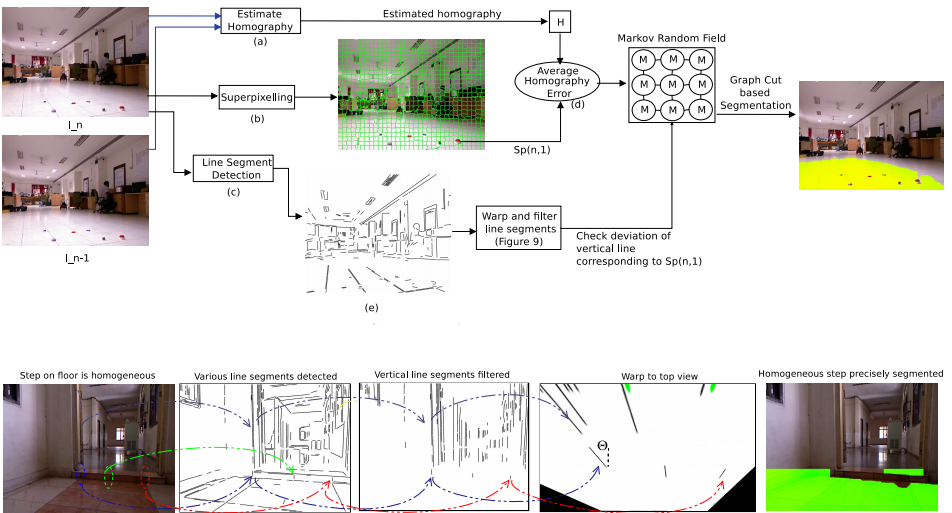 Estimate
Homography
(a)
Estimated homography
H
Markov Random Field
Average
Homography
Error
(d)
M M M
M M M
M M M
Graph Cut
based
Segmentation
Superpixelling
(b)
I_n
Sp(n,1)
Line Segment
Detection
(c)
Warp and filter
line segments
(Figure 9)
Check deviation of
vertical line
corresponding to Sp(n,1)
I_n-1
(e)
Step on floor is homogeneous
Various line segments detected
Vertical line segments filtered
Warp to top view
Homogeneous step precisely segmented
Θ